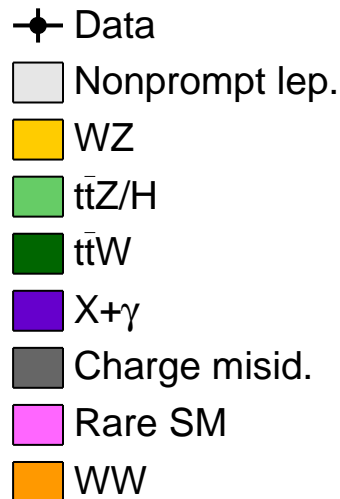 Data
Nonprompt lep.
WZ
tt̄Z/H
tt̄W
X+γ
Charge misid.
Rare SM
WW